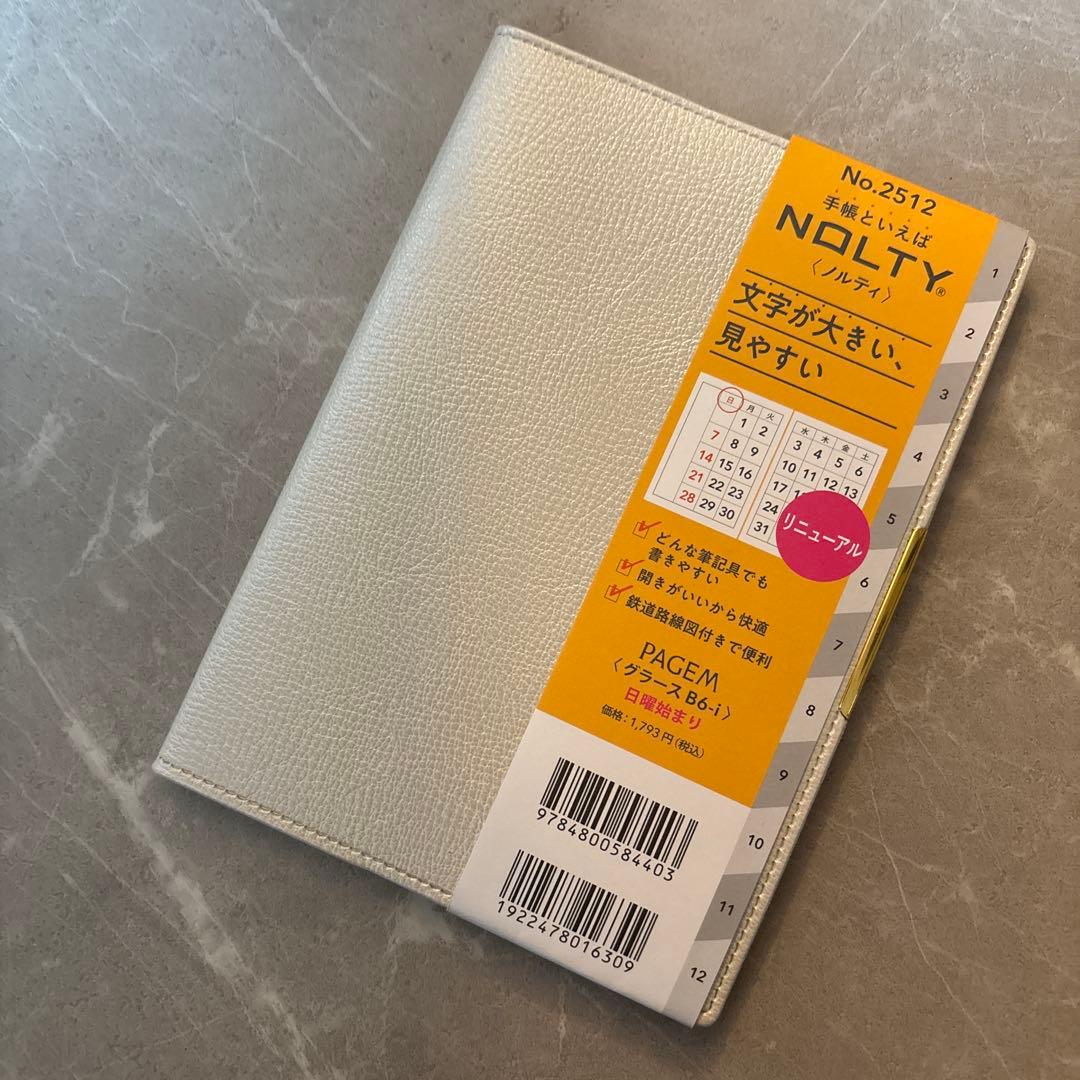 No.2512
手帳といえば
NOLTY®
〈ノルティ〉
文字が大きい、
見やすい
日 月 火
1 2
7 8 9
14 15 16
21 22 23
28 29 30
水 木 金 土
3 4 5 6
10 11 12 13
17
24
31
リニューアル
どんな筆記具でも
書きやすい
開きがいいから快適
鉄道路線図付きで便利
PAGEM
〈グラース B6-i〉
日曜始まり
価格:1,793円(税込)
9784800584403
1922478016309
1
2
3
4
5
6
7
8
9
10
11
12